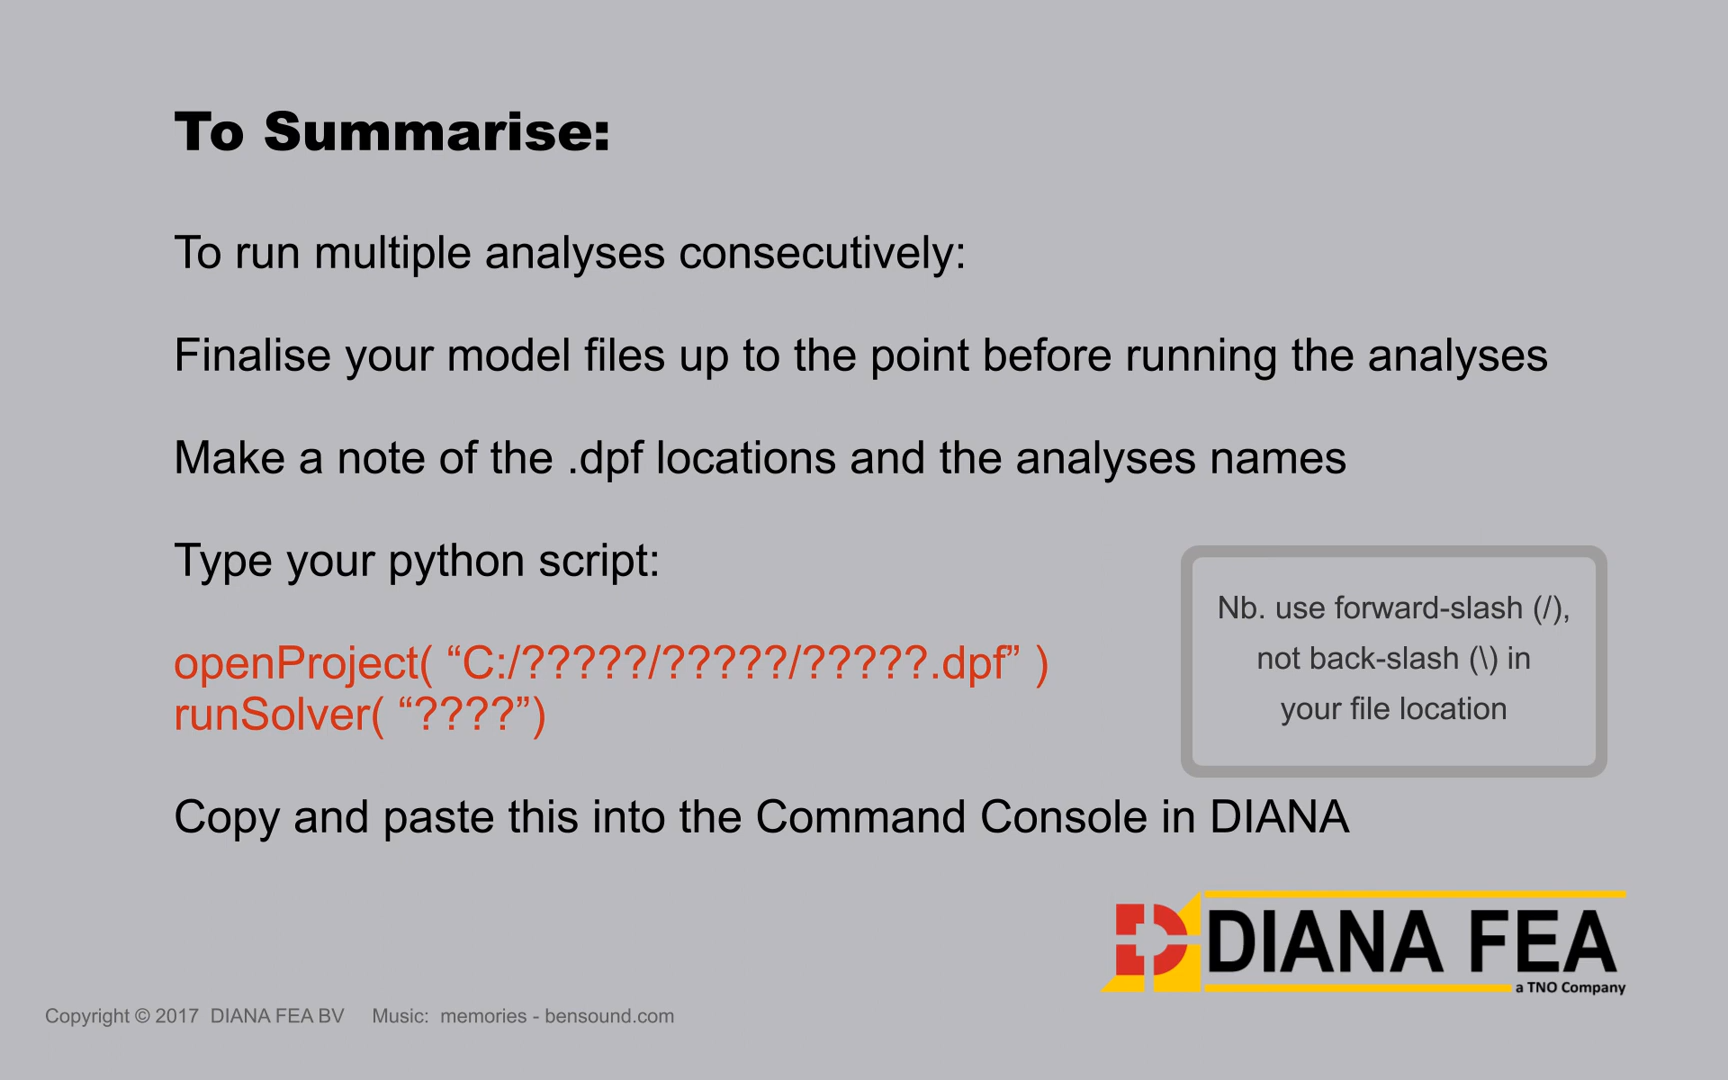 To Summarise:
To run multiple analyses consecutively:
Finalise your model files up to the point before running the analyses
Make a note of the .dpf locations and the analyses names
Type your python script:
openProject( “C:/?????/?????/?????.dpf” )
runSolver( “????”)
Nb. use forward-slash (/),
not back-slash (\) in
your file location
Copy and paste this into the Command Console in DIANA
DIANA FEA
a TNO Company
Copyright © 2017 DIANA FEA BV Music: memories - bensound.com